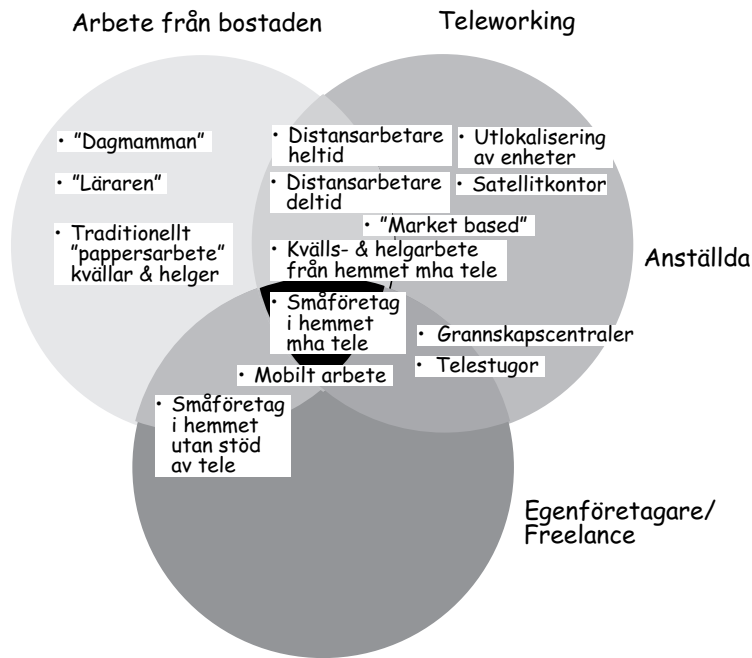 Arbete från bostaden
Teleworking
· "Dagmamman"
· "Läraren"
· Traditionellt
"pappersarbete"
kvällar & helger
· Distansarbetare
heltid
· Distansarbetare
deltid
· Utlokalisering
av enheter
· Satellitkontor
· "Market based"
· Kvälls- & helgarbete
från hemmet mha tele
Anställda
· Småföretag
i hemmet
mha tele
· Grannskapscentraler
· Telestugor
· Mobilt arbete
· Småföretag
i hemmet
utan stöd
av tele
Egenföretagare/
Freelance